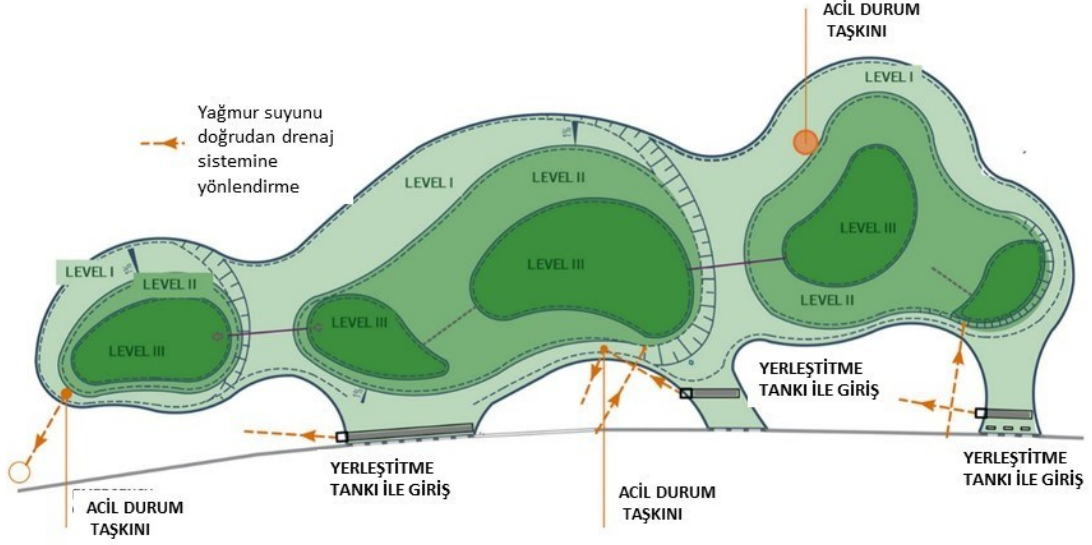 ACİL DURUM
TAŞKINI
Yağmur suyunu
doğrudan drenaj
sistemine
yönlendirme
LEVEL I
1%
LEVEL I
LEVEL II
LEVEL III
LEVEL III
LEVEL II
LEVEL I
1%
LEVEL II
LEVEL III
LEVEL III
1%
YERLEŞTİTME
TANKI İLE GİRİŞ
YERLEŞTİTME
TANKI İLE GİRİŞ
YERLEŞTİTME
TANKI İLE GİRİŞ
ACİL DURUM
TAŞKINI
ACİL DURUM
TAŞKINI